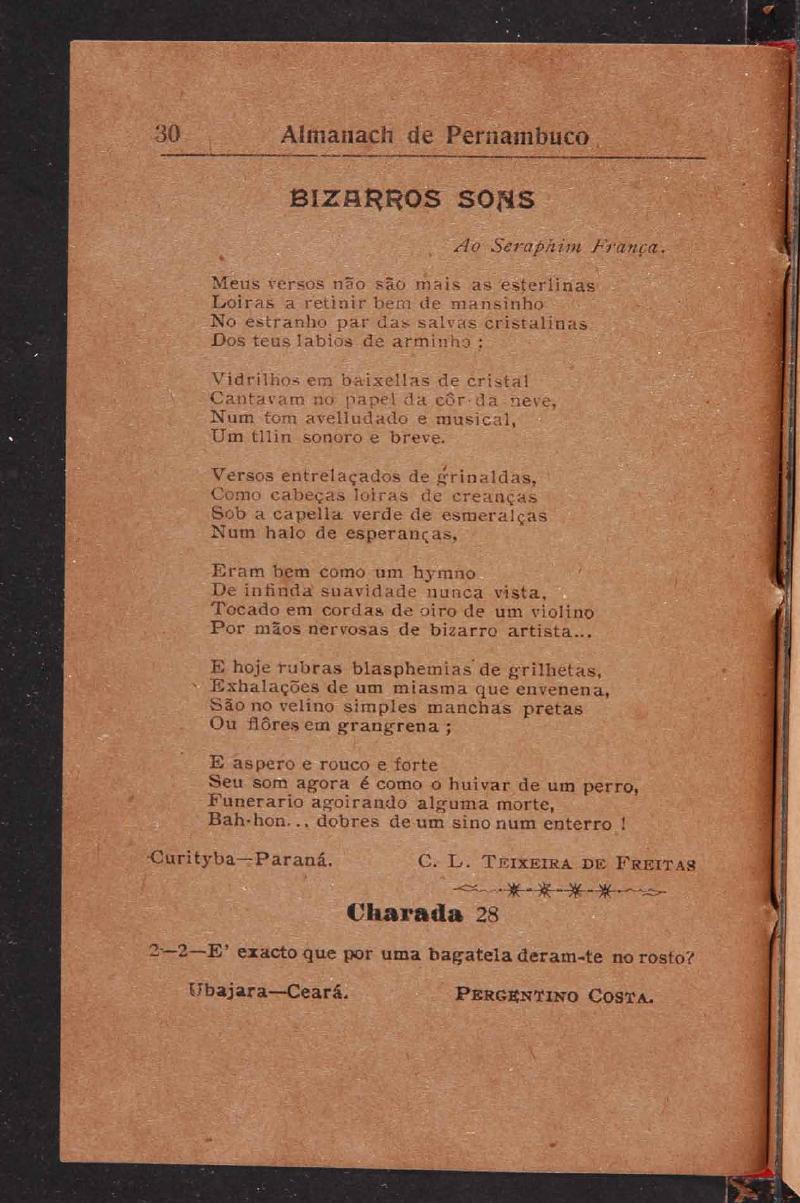 30 Almanach de Pernambuco
BIZARROS SONS
Ao Seraphim França.
Meus versos não são mais as esterlinas
Loiras a retinir bem de mansinho
No estranho par das salvas cristalinas
Dos teus labios de arminho ;
Vidrilhos em baixellas de cristal
Cantavam no papel da côr da neve,
Num tom avelludado e musical,
Um tllin sonoro e breve.
Versos entrelaçados de grinaldas,
Como cabeças loiras de creanças
Sob a capella verde de esmeralças
Num halo de esperanças,
Eram bem como um hymno
De infinda suavidade nunca vista,
Tocado em cordas de oiro de um violino
Por mãos nervosas de bizarro artista...
E hoje rubras blasphemias de grilhetas,
Exhalações de um miasma que envenena,
São no velino simples manchas pretas
Ou flôres em grangrena ;
E aspero e rouco e forte
Seu som agora é como o huivar de um perro,
Funerario agoirando alguma morte,
Bah-hon... dobres de um sino num enterro !
Curityba—Paraná. C. L. TEIXEIRA DE FREITAS
Charada 28
2—2—E' exacto que por uma bagatela deram-te no rosto?
Ubajara—Ceará. PERGENTINO COSTA.